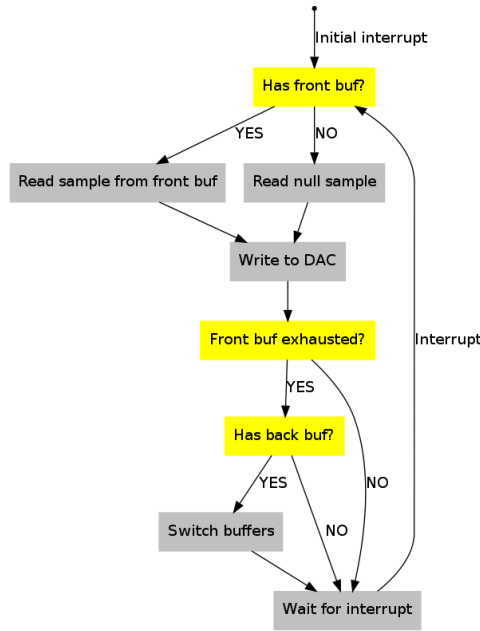 Initial interrupt
Has front buf?
YES
NO
Read sample from front buf
Read null sample
Write to DAC
Front buf exhausted?
Interrupt
YES
Has back buf?
YES
NO
NO
Switch buffers
Wait for interrupt